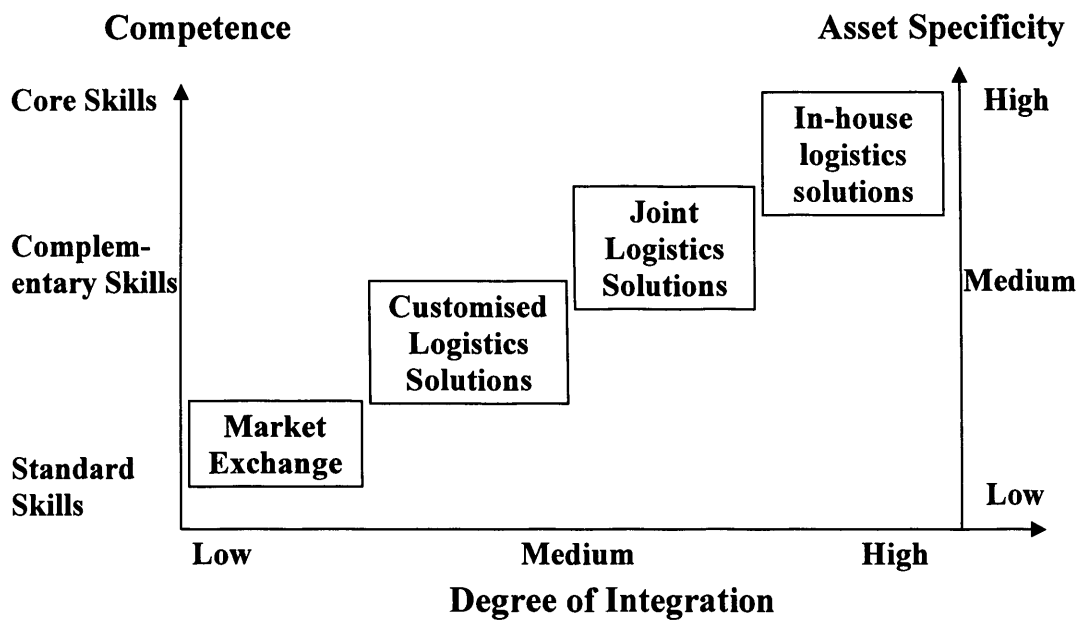 Competence
Asset Specificity
Core Skills
High
In-house
logistics
solutions
Joint
Logistics
Solutions
Complem-
entary Skills
Medium
Customised
Logistics
Solutions
Market
Exchange
Standard
Skills
Low
Low
Medium
High
Degree of Integration